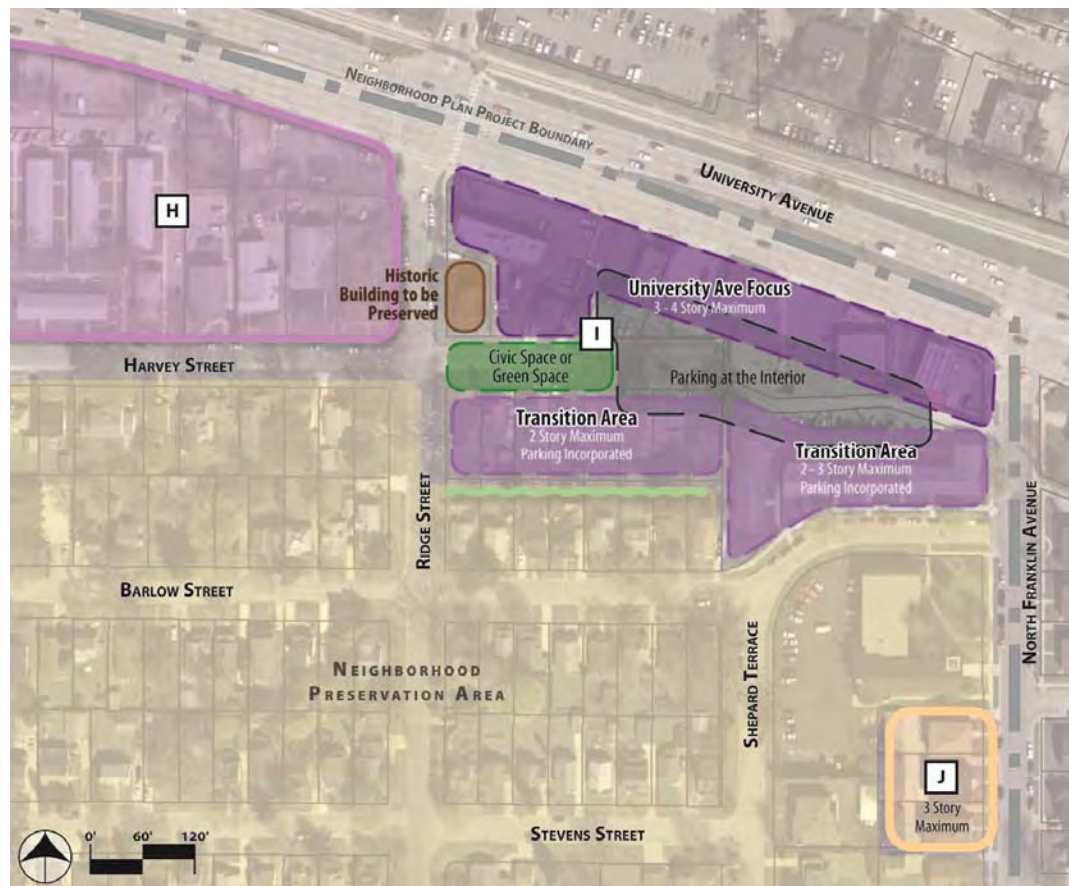 NEIGHBORHOOD PLAN PROJECT BOUNDARY
UNIVERSITY AVENUE
H
Historic
Building to be
Preserved
University Ave Focus
3 - 4 Story Maximum
I
HARVEY STREET
Civic Space or
Green Space
Parking at the Interior
Transition Area
2 Story Maximum
Parking Incorporated
Transition Area
2 - 3 Story Maximum
Parking Incorporated
RIDGE STREET
NORTH FRANKLIN AVENUE
BARLOW STREET
NEIGHBORHOOD
PRESERVATION AREA
SHEPARD TERRACE
J
3 Story
Maximum
STEVENS STREET
0' 60' 120'